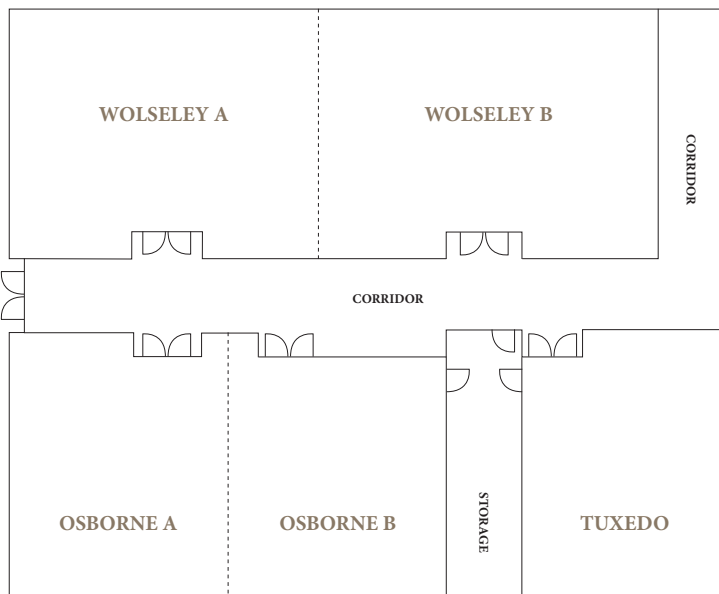 WOLSELEY A
WOLSELEY B
CORRIDOR
CORRIDOR
OSBORNE A
OSBORNE B
STORAGE
TUXEDO